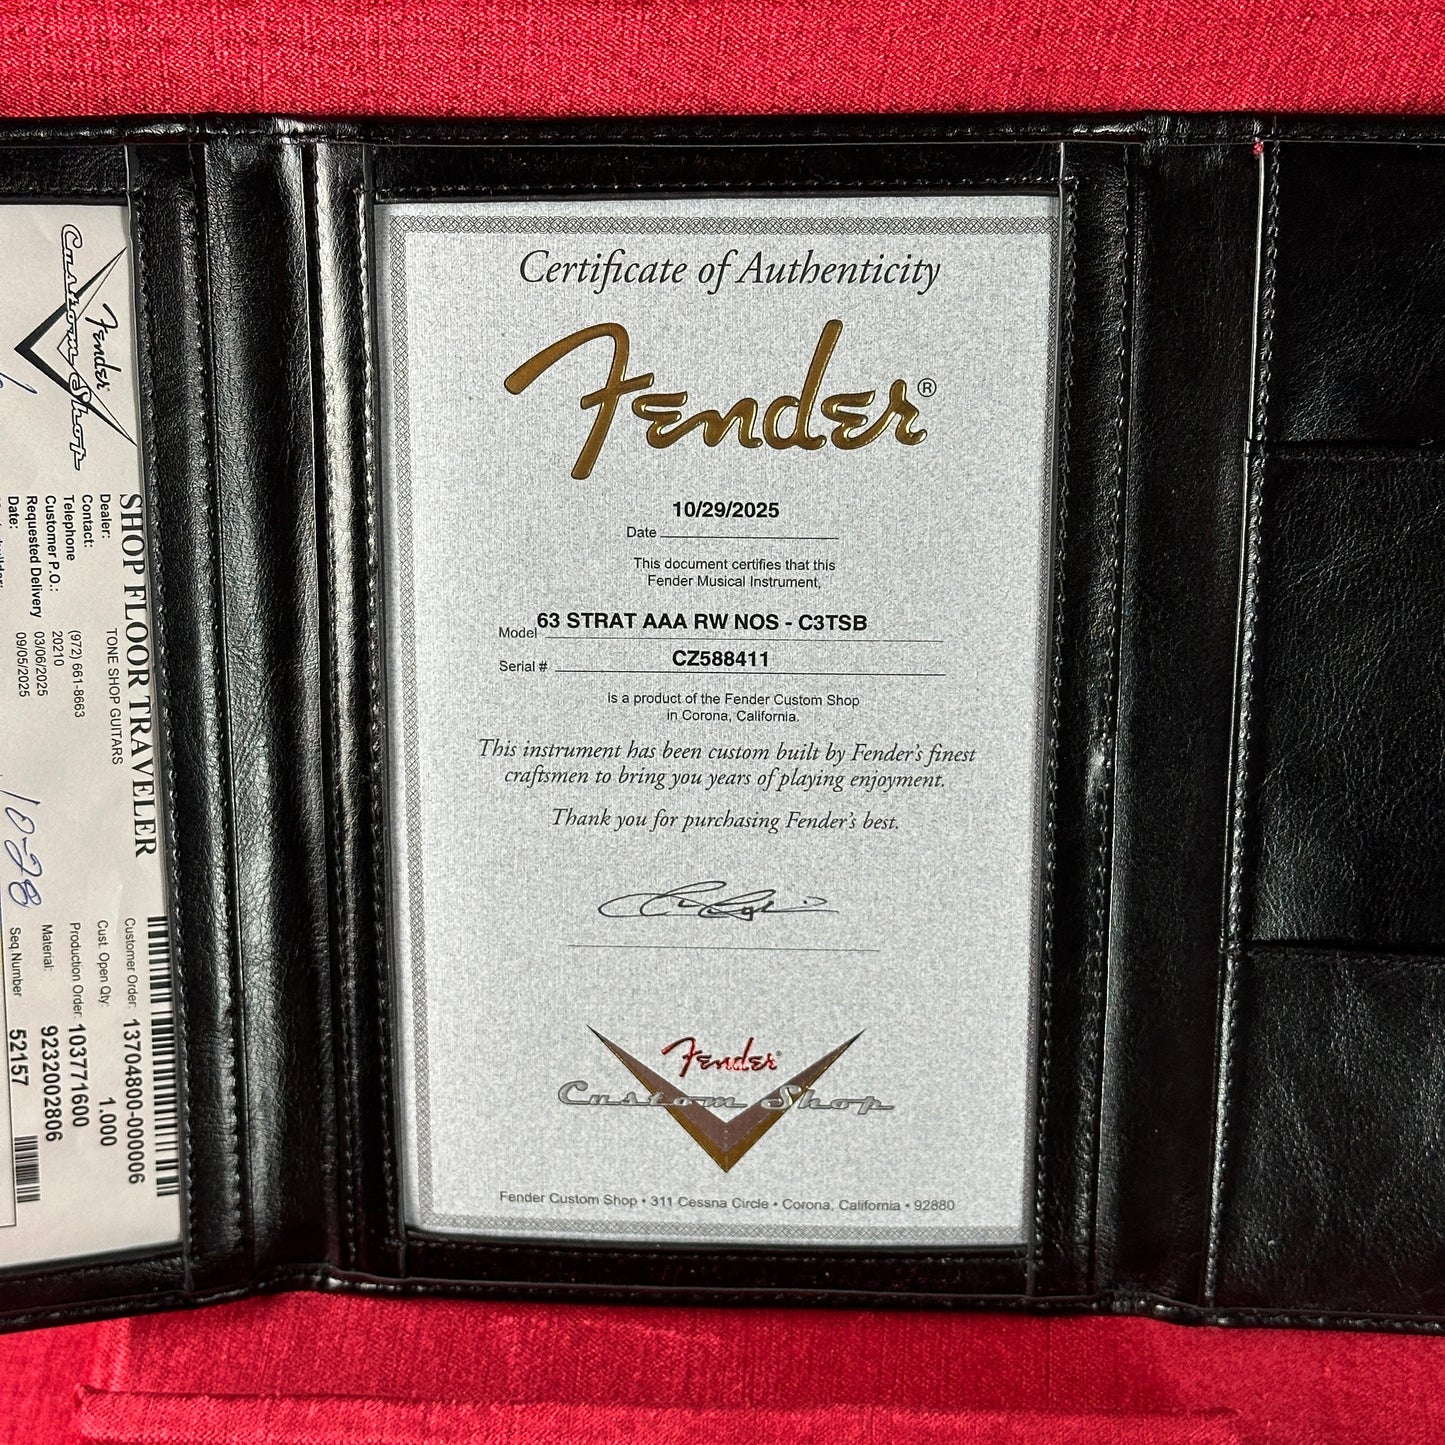 Custom Shop
Fender
SHOP FLOOR TRAVELER
Dealer: TONE SHOP GUITARS
Contact:
Telephone (972) 661-8663
Customer P.O.: 20210
Requested Delivery 03/06/2025
Date: 09/05/2025
10-28
Customer Order: 13704800-000006
Cust. Open Qty: 1.000
Production Order: 103771600
Material: 9232002806
Seq.Number 52157
Certificate of Authenticity
Fender®
10/29/2025
Date
This document certifies that this
Fender Musical Instrument,
Model 63 STRAT AAA RW NOS - C3TSB
Serial # CZ588411
is a product of the Fender Custom Shop
in Corona, California.
This instrument has been custom built by Fender's finest
craftsmen to bring you years of playing enjoyment.
Thank you for purchasing Fender's best.
Fender
Custom Shop
Fender Custom Shop • 311 Cessna Circle • Corona, California • 92880